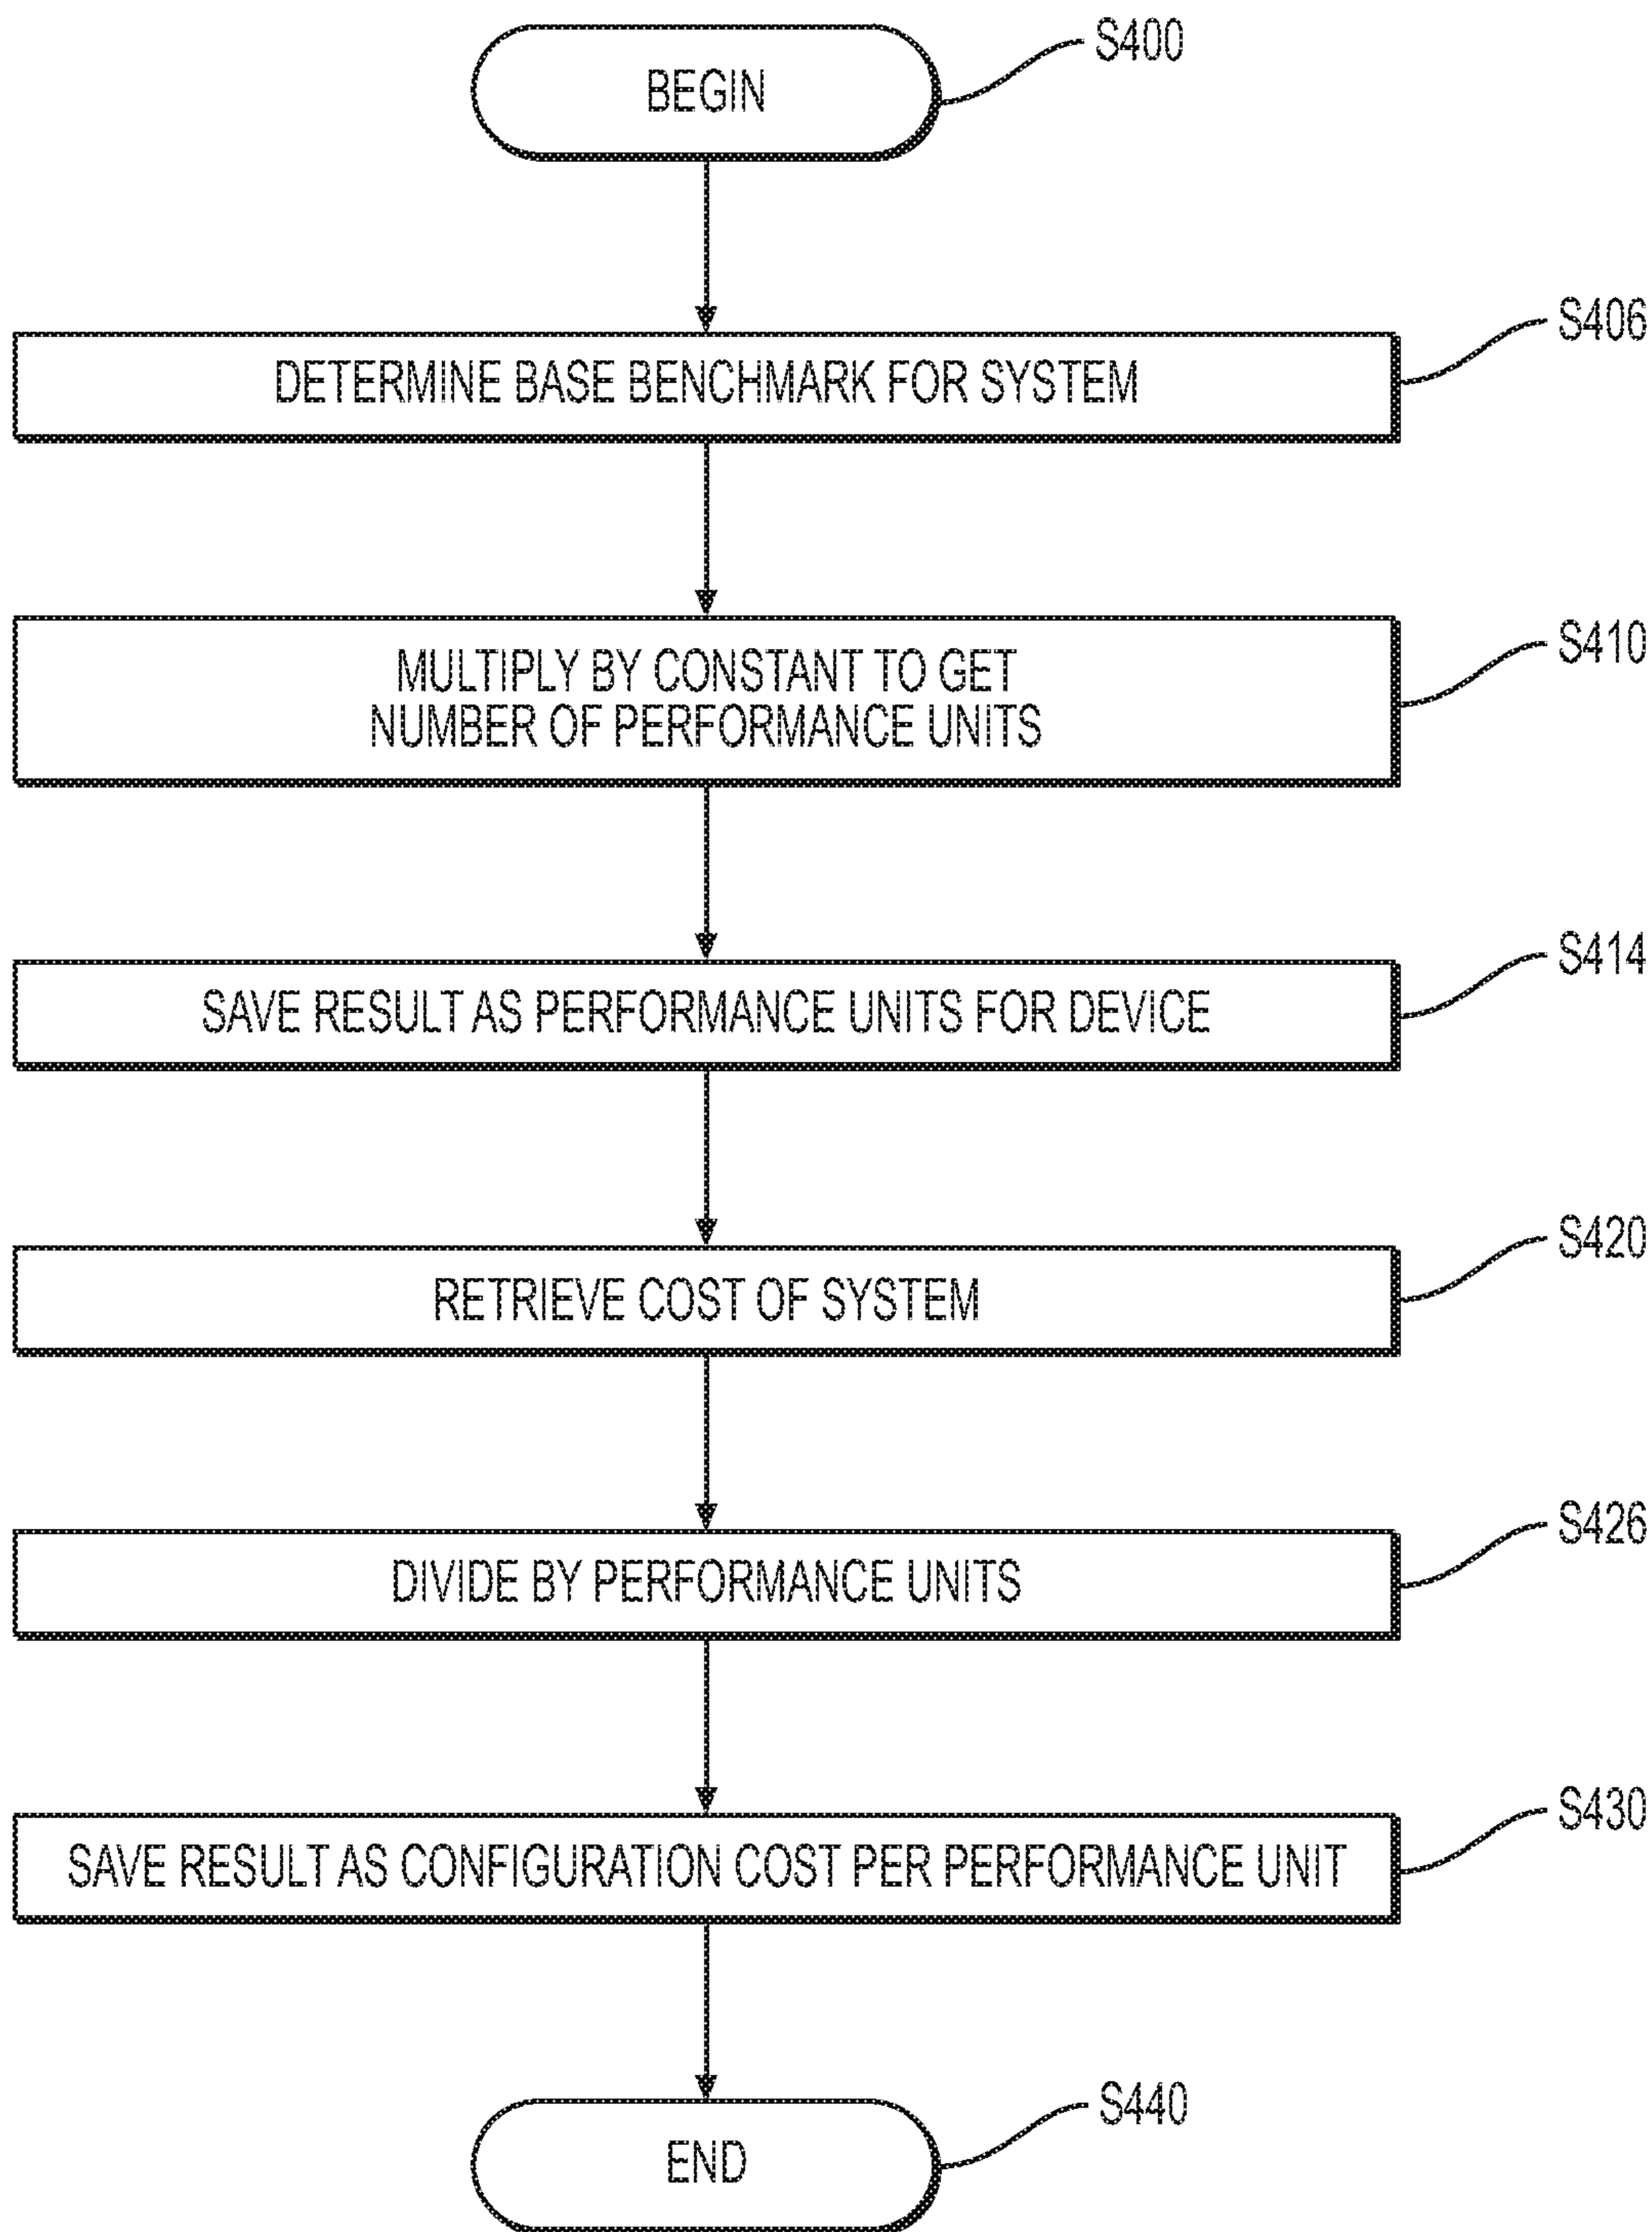 BEGIN
S400
DETERMINE BASE BENCHMARK FOR SYSTEM
S406
MULTIPLY BY CONSTANT TO GET
NUMBER OF PERFORMANCE UNITS
S410
SAVE RESULT AS PERFORMANCE UNITS FOR DEVICE
S414
RETRIEVE COST OF SYSTEM
S420
DIVIDE BY PERFORMANCE UNITS
S426
SAVE RESULT AS CONFIGURATION COST PER PERFORMANCE UNIT
S430
END
S440